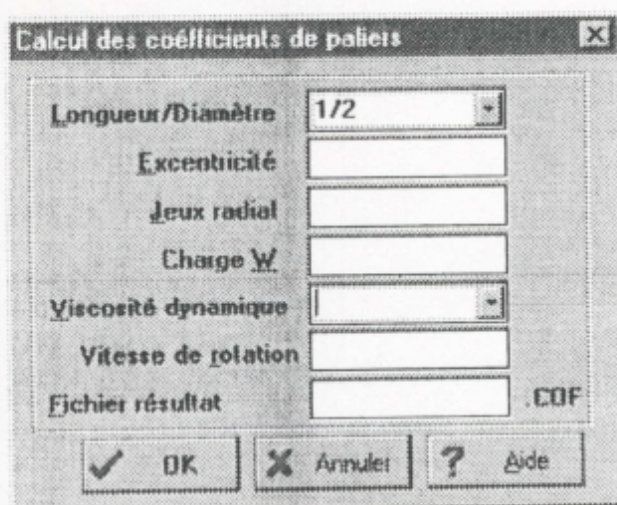 Calcul des coéfficients de paliers
Longueur/Diamètre 1/2
Excentricité
Jeux radial
Charge W
Viscosité dynamique
Vitesse de rotation
Fichier résultat .COF
OK Annuler ? Aide